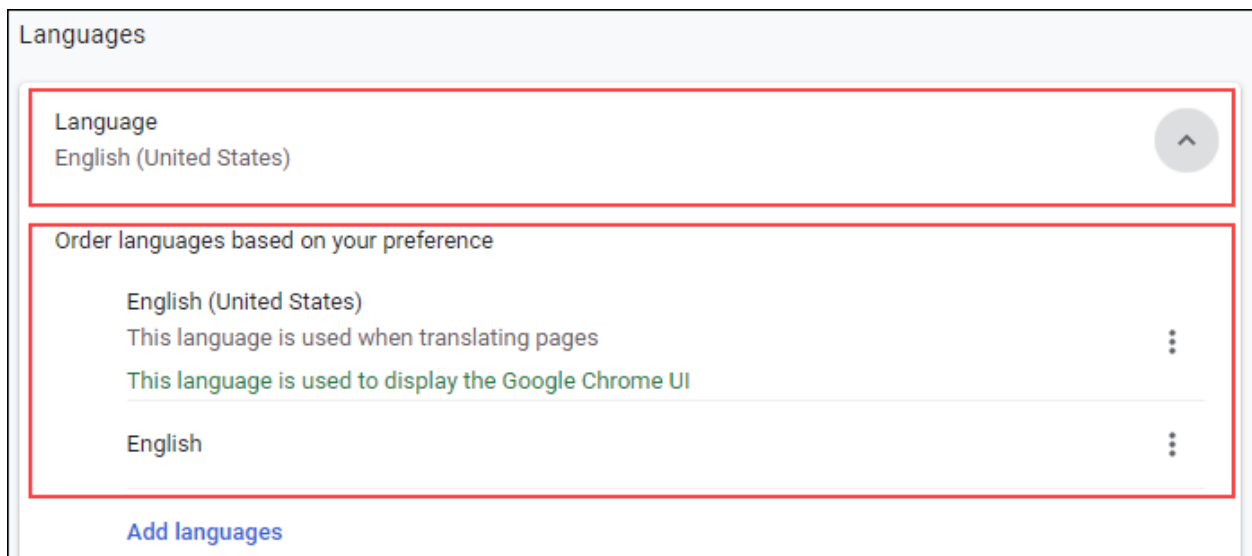 Languages
Language
English (United States)
Order languages based on your preference
English (United States)
This language is used when translating pages
This language is used to display the Google Chrome UI
English
Add languages